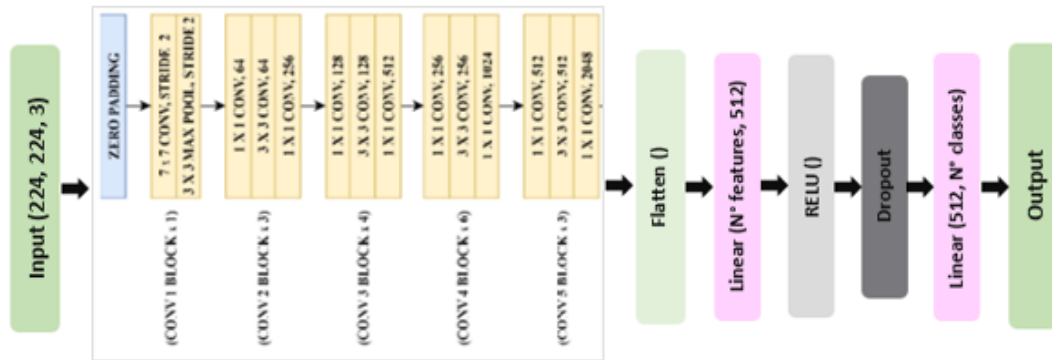 Input (224, 224, 3)
ZERO PADDING
7 x 7 CONV, STRIDE 2
3 X 3 MAX POOL, STRIDE 2
(CONV 1 BLOCK x 1)
1 X 1 CONV, 64
3 X 3 CONV, 64
1 X 1 CONV, 256
(CONV 2 BLOCK x 3)
1 X 1 CONV, 128
3 X 3 CONV, 128
1 X 1 CONV, 512
(CONV 3 BLOCK x 4)
1 X 1 CONV, 256
3 X 3 CONV, 256
1 X 1 CONV, 1024
(CONV 4 BLOCK x 6)
1 X 1 CONV, 512
3 X 3 CONV, 512
1 X 1 CONV, 2048
(CONV 5 BLOCK x 3)
Flatten ()
Linear (N° features, 512)
RELU ()
Dropout
Linear (512, N° classes)
Output